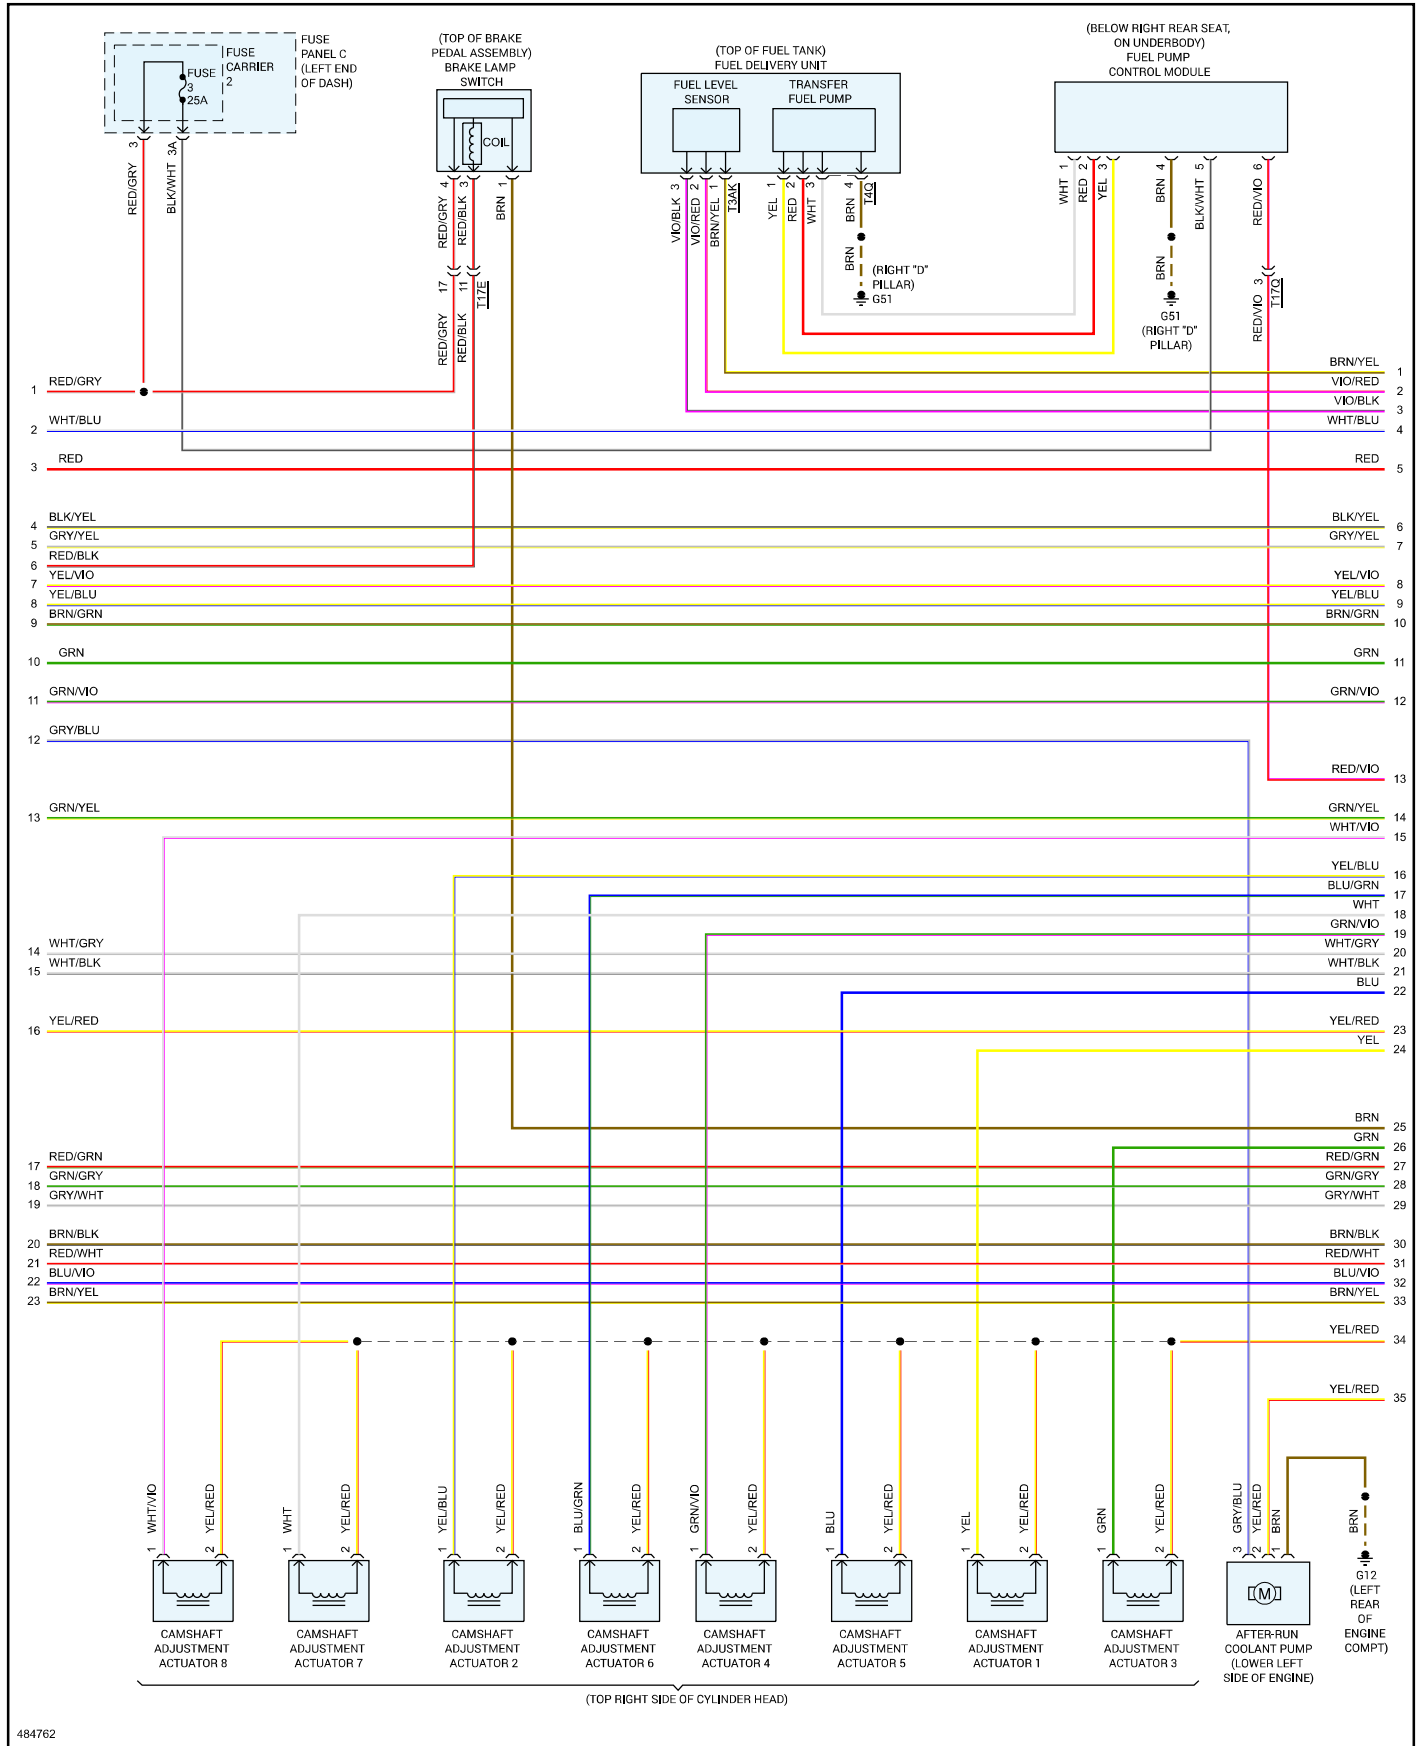 FUSE
PANEL C
(LEFT END
OF DASH)
FUSE
CARRIER
2
FUSE
3
25A
3
3A
RED/GRY
BLK/WHT
(TOP OF BRAKE
PEDAL ASSEMBLY)
BRAKE LAMP
SWITCH
COIL
4
3
1
RED/GRY
RED/BLK
BRN
17
11
T17E
RED/GRY
RED/BLK
(TOP OF FUEL TANK)
FUEL DELIVERY UNIT
FUEL LEVEL
SENSOR
TRANSFER
FUEL PUMP
3
2
1
T3AK
VIO/BLK
VIO/RED
BRN/YEL
1
2
3
4
T4Q
YEL
RED
WHT
BRN
BRN
(RIGHT "D"
PILLAR)
G51
(BELOW RIGHT REAR SEAT,
ON UNDERBODY)
FUEL PUMP
CONTROL MODULE
1
2
3
4
5
6
WHT
RED
YEL
BRN
BLK/WHT
RED/VIO
BRN
G51
(RIGHT "D"
PILLAR)
3
T17Q
RED/VIO
1 RED/GRY
2 WHT/BLU
3 RED
4 BLK/YEL
5 GRY/YEL
6 RED/BLK
7 YEL/VIO
8 YEL/BLU
9 BRN/GRN
10 GRN
11 GRN/VIO
12 GRY/BLU
13 GRN/YEL
14 WHT/GRY
15 WHT/BLK
16 YEL/RED
17 RED/GRN
18 GRN/GRY
19 GRY/WHT
20 BRN/BLK
21 RED/WHT
22 BLU/VIO
23 BRN/YEL
BRN/YEL 1
VIO/RED 2
VIO/BLK 3
WHT/BLU 4
RED 5
BLK/YEL 6
GRY/YEL 7
YEL/VIO 8
YEL/BLU 9
BRN/GRN 10
GRN 11
GRN/VIO 12
RED/VIO 13
GRN/YEL 14
WHT/VIO 15
YEL/BLU 16
BLU/GRN 17
WHT 18
GRN/VIO 19
WHT/GRY 20
WHT/BLK 21
BLU 22
YEL/RED 23
YEL 24
BRN 25
GRN 26
RED/GRN 27
GRN/GRY 28
GRY/WHT 29
BRN/BLK 30
RED/WHT 31
BLU/VIO 32
BRN/YEL 33
YEL/RED 34
YEL/RED 35
1 WHT/VIO
2 YEL/RED
CAMSHAFT
ADJUSTMENT
ACTUATOR 8
1 WHT
2 YEL/RED
CAMSHAFT
ADJUSTMENT
ACTUATOR 7
1 YEL/BLU
2 YEL/RED
CAMSHAFT
ADJUSTMENT
ACTUATOR 2
1 BLU/GRN
2 YEL/RED
CAMSHAFT
ADJUSTMENT
ACTUATOR 6
1 GRN/VIO
2 YEL/RED
CAMSHAFT
ADJUSTMENT
ACTUATOR 4
1 BLU
2 YEL/RED
CAMSHAFT
ADJUSTMENT
ACTUATOR 5
1 YEL
2 YEL/RED
CAMSHAFT
ADJUSTMENT
ACTUATOR 1
1 GRN
2 YEL/RED
CAMSHAFT
ADJUSTMENT
ACTUATOR 3
3 GRY/BLU
2 YEL/RED
1 BRN
M
AFTER-RUN
COOLANT PUMP
(LOWER LEFT
SIDE OF ENGINE)
BRN
G12
(LEFT
REAR
OF
ENGINE
COMPT)
(TOP RIGHT SIDE OF CYLINDER HEAD)
484762